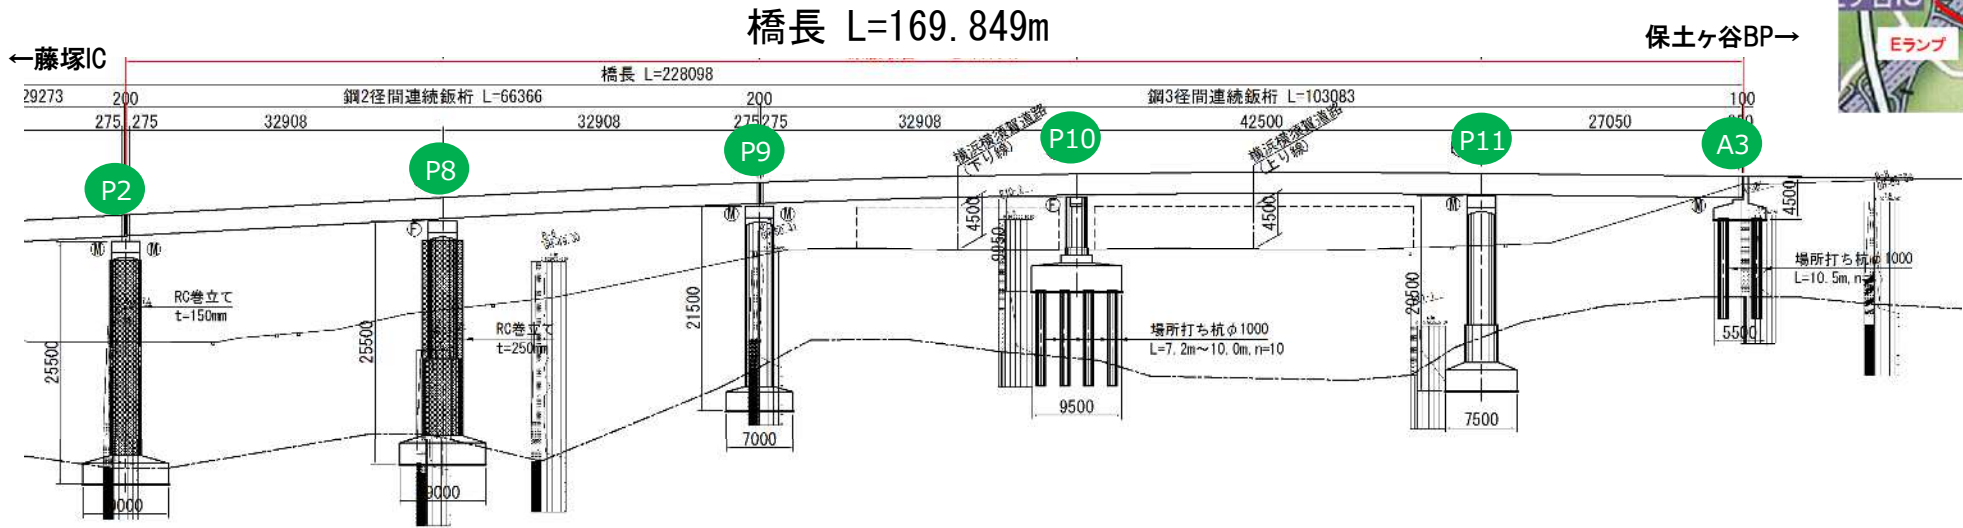 橋長 L=169.849m
←藤塚IC
保土ヶ谷BP→
Eランプ
橋長 L=228098
29273
200
鋼2径間連続鈑桁 L=66366
200
鋼3径間連続鈑桁 L=103083
100
275 275
32908
32908
275 275
32908
42500
27050
横浜横須賀道路
(下り線)
横浜横須賀道路
(上り線)
P2
P8
P9
P10
P11
A3
M
M
F
M
M
F
M
M
4500
4500
4500
9950
25500
25500
21500
20500
RC巻立て
t=150mm
RC巻立て
t=250mm
場所打ち杭φ1000
L=7.2m～10.0m,n=10
場所打ち杭φ1000
L=10.5m,n=
9000
9000
7000
9500
7500
5500